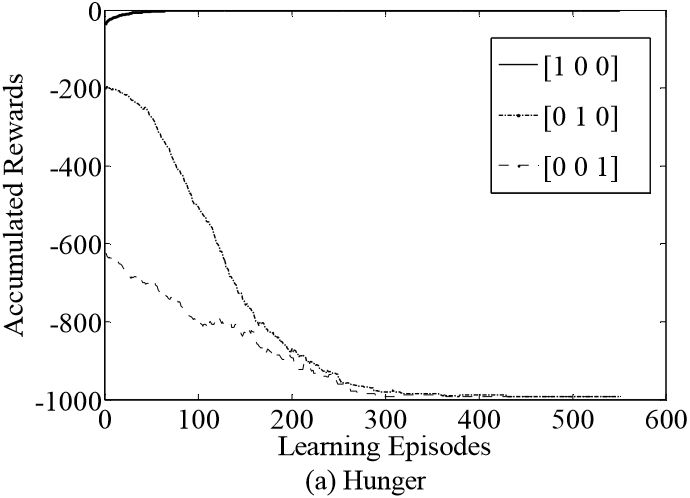 0
-200
-400
-600
-800
-1000
Accumulated Rewards
[1 0 0]
[0 1 0]
[0 0 1]
0 100 200 300 400 500 600
Learning Episodes
(a) Hunger